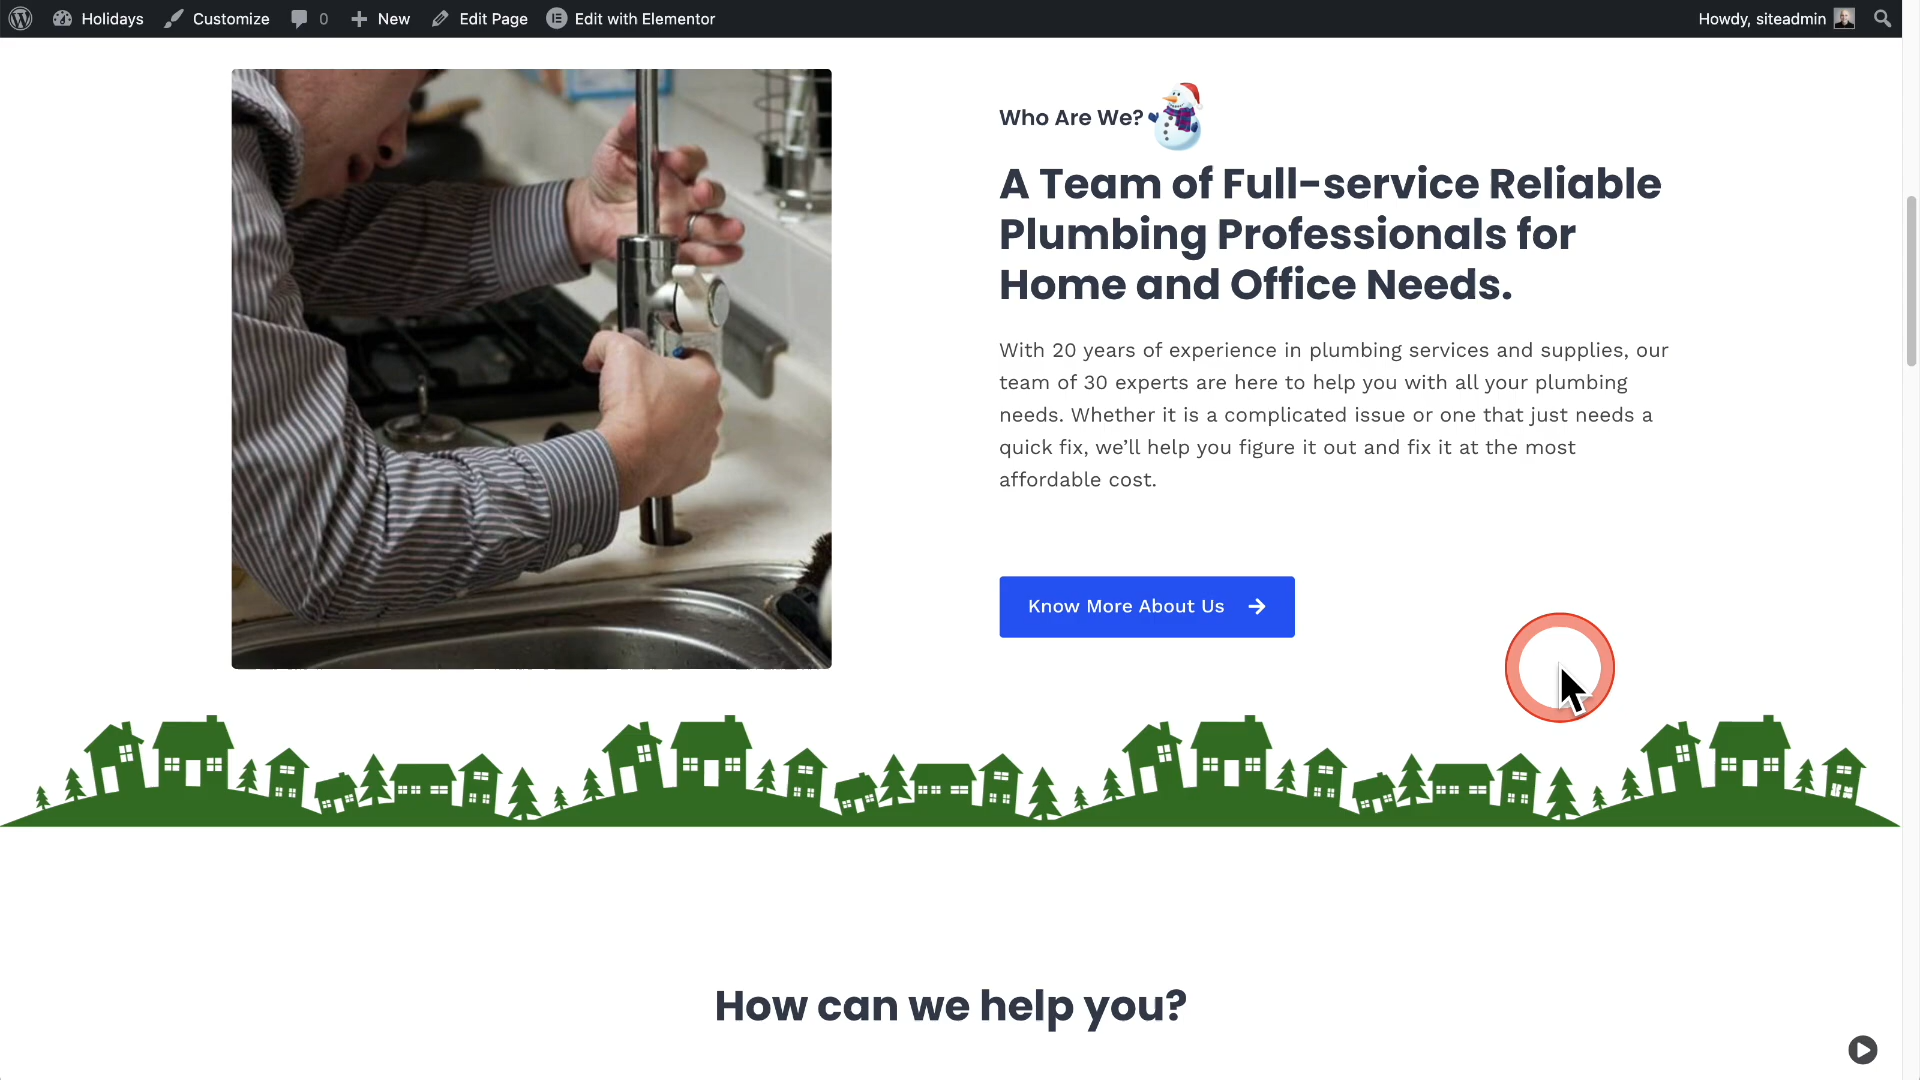 Holidays Customize 0 New Edit Page Edit with Elementor Howdy, siteadmin
Who Are We?
A Team of Full-service Reliable
Plumbing Professionals for
Home and Office Needs.
With 20 years of experience in plumbing services and supplies, our
team of 30 experts are here to help you with all your plumbing
needs. Whether it is a complicated issue or one that just needs a
quick fix, we’ll help you figure it out and fix it at the most
affordable cost.
Know More About Us
How can we help you?